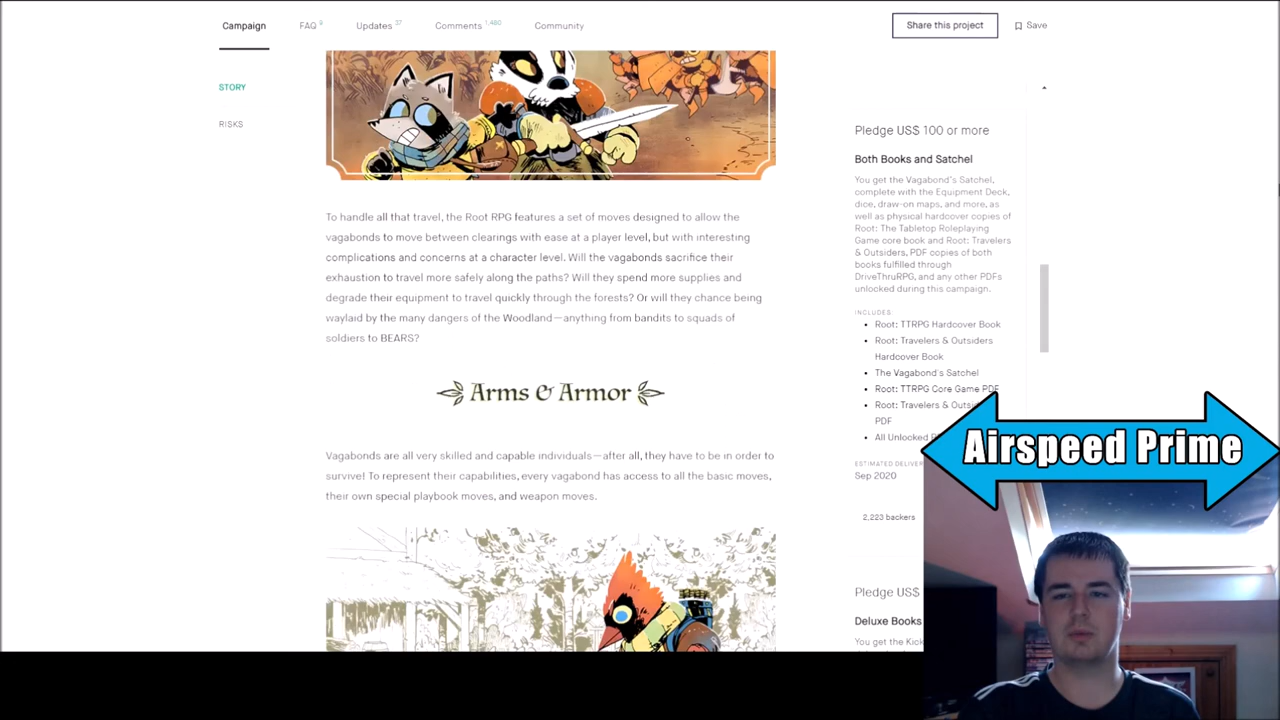 Campaign
FAQ 9
Updates 37
Comments 1,480
Community
Share this project
Save
STORY
RISKS
To handle all that travel, the Root RPG features a set of moves designed to allow the
vagabonds to move between clearings with ease at a player level, but with interesting
complications and concerns at a character level. Will the vagabonds sacrifice their
exhaustion to travel more safely along the paths? Will they spend more supplies and
degrade their equipment to travel quickly through the forests? Or will they chance being
waylaid by the many dangers of the Woodland—anything from bandits to squads of
soldiers to BEARS?
Arms & Armor
Vagabonds are all very skilled and capable individuals—after all, they have to be in order to
survive! To represent their capabilities, every vagabond has access to all the basic moves,
their own special playbook moves, and weapon moves.
Pledge US$ 100 or more
Both Books and Satchel
You get the Vagabond's Satchel,
complete with the Equipment Deck,
dice, draw-on maps, and more, as
well as physical hardcover copies of
Root: The Tabletop Roleplaying
Game core book and Root: Travelers
& Outsiders, PDF copies of both
books fulfilled through
DriveThruRPG, and any other PDFs
unlocked during this campaign.
INCLUDES
• Root: TTRPG Hardcover Book
• Root: Travelers & Outsiders
Hardcover Book
• The Vagabond's Satchel
• Root: TTRPG Core Game PDF
• Root: Travelers &
PDF
• All Unlocked
ESTIMATED
Sep 2020
2,223 backers
Pledge US$
Deluxe Books
You get the
Airspeed Prime